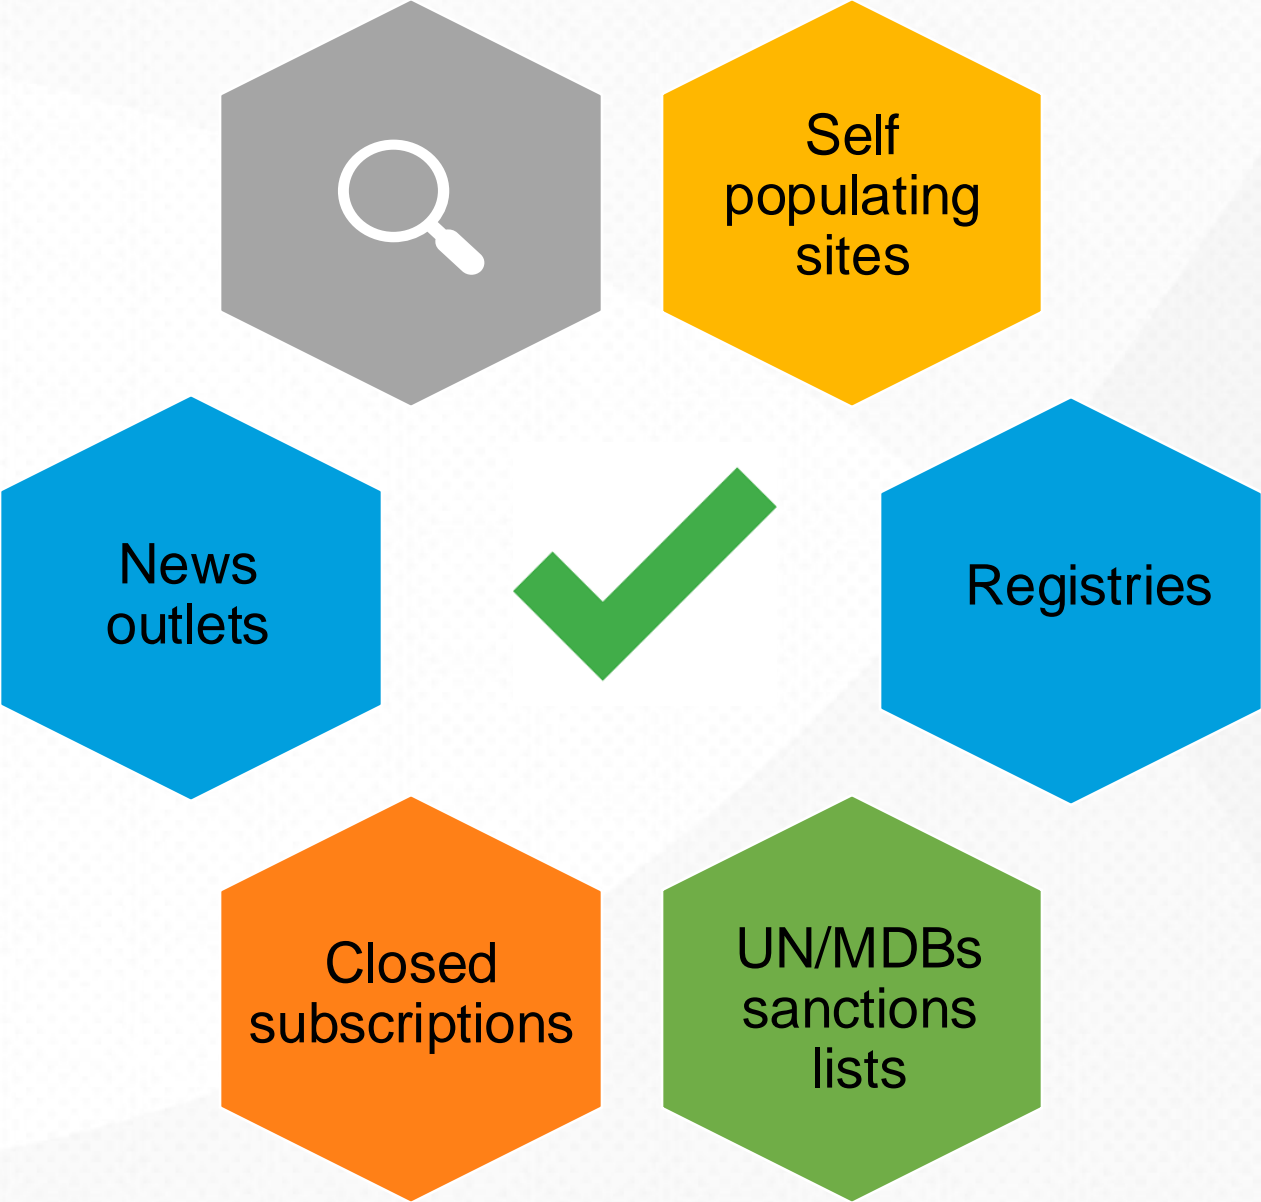 Self
populating
sites
News
outlets
Registries
Closed
subscriptions
UN/MDBs
sanctions
lists